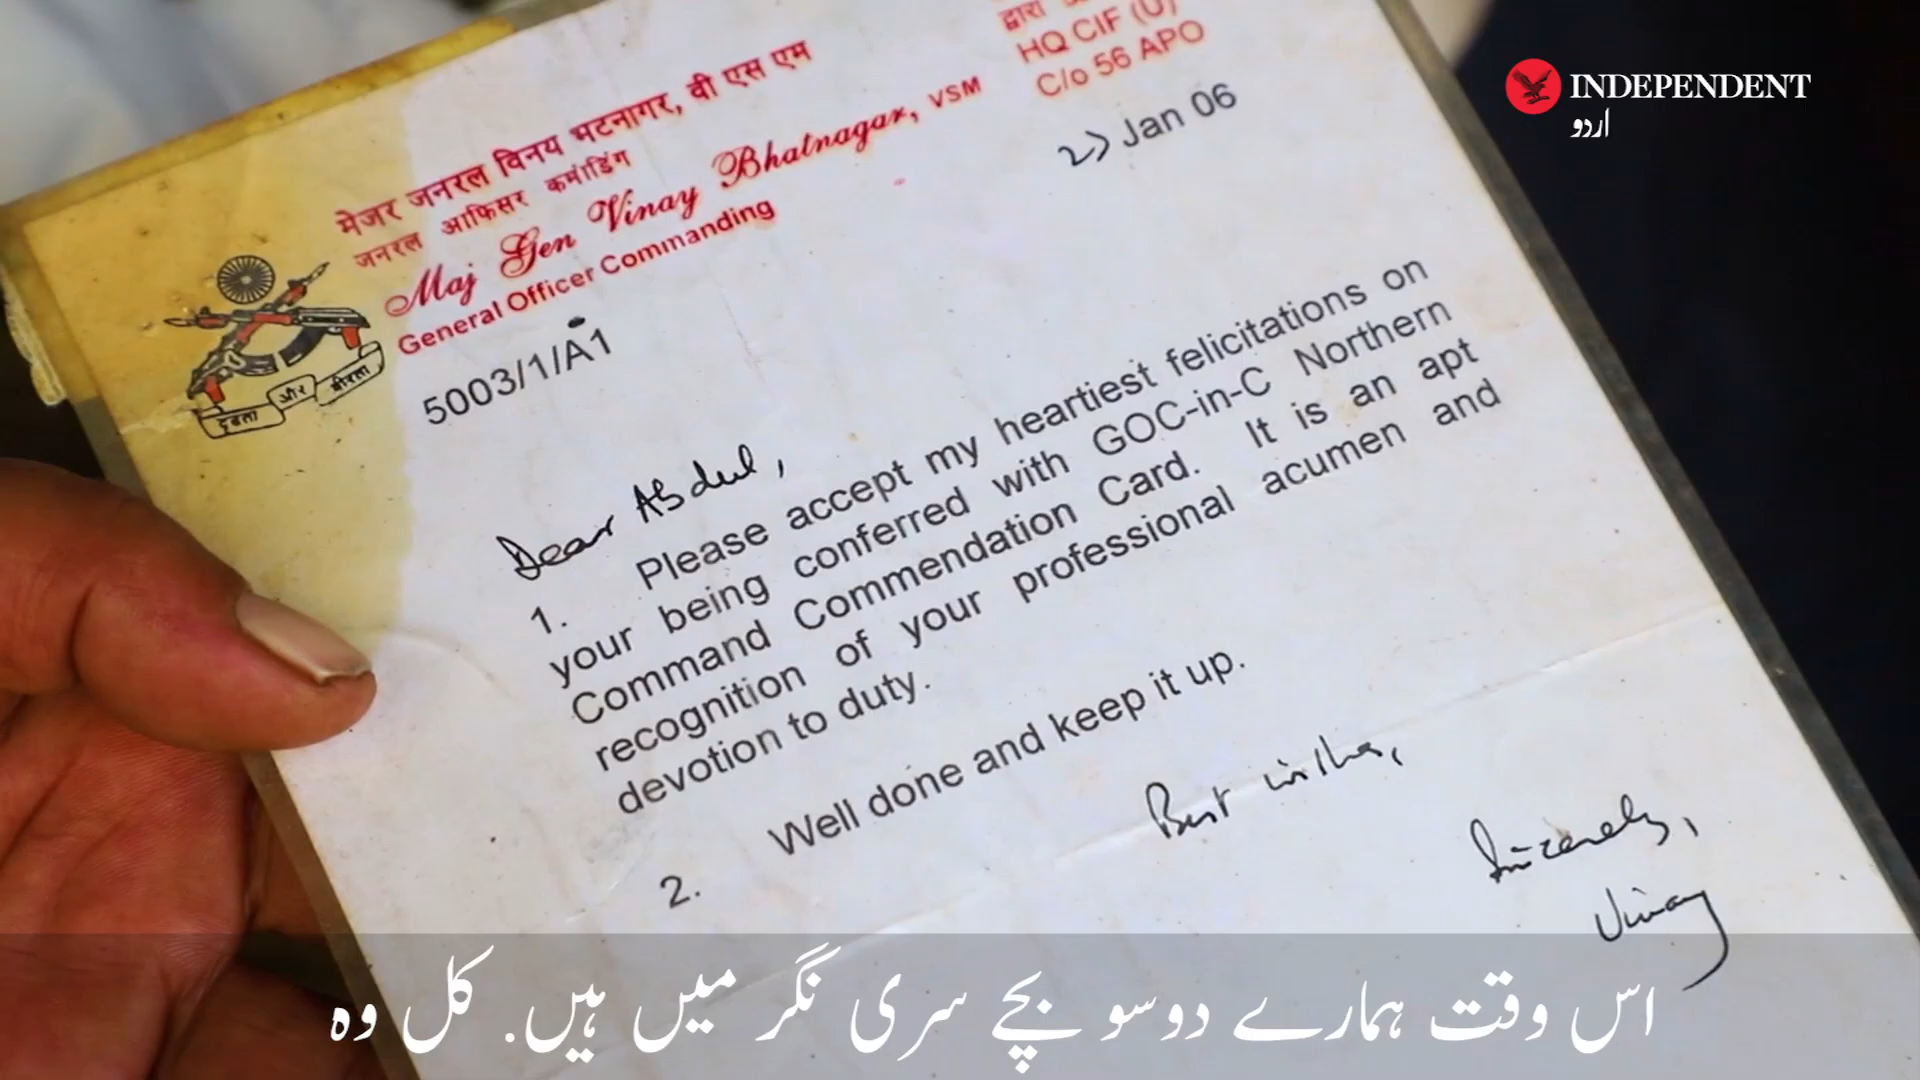 INDEPENDENT
اردو
द्वारा
HQ CIF (U)
C/o 56 APO
मेजर जनरल विनय भटनागर, वी एस एम
जनरल आफिसर कमांडिंग
Maj Gen Vinay Bhatnagar, VSM
General Officer Commanding
Jan 06
दृढता और वीरता
5003/1/A1
Dear Abdul,
1. Please accept my heartiest felicitations on
your being conferred with GOC-in-C Northern
Command Commendation Card. It is an apt
recognition of your professional acumen and
devotion to duty.
2. Well done and keep it up.
Best wishes,
Sincerely,
Vinay
اس وقت ہمارے دوسو بچے سری نگر میں ہیں. کل وہ